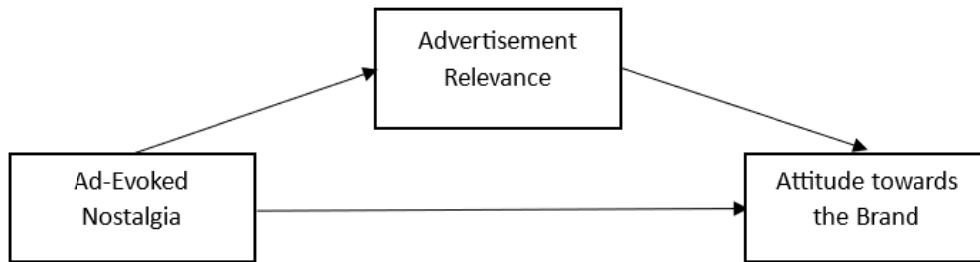 Advertisement
Relevance
Ad-Evoked
Nostalgia
Attitude towards
the Brand